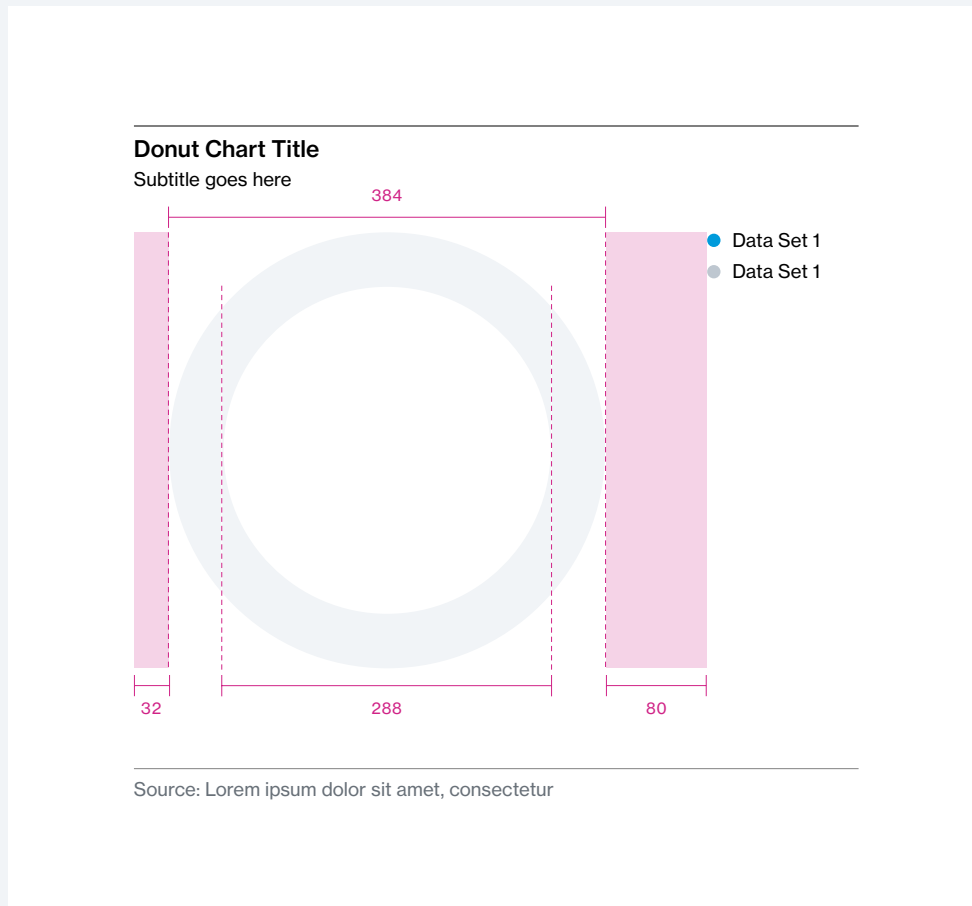 Donut Chart Title
Subtitle goes here
384
Data Set 1
Data Set 1
32
288
80
Source: Lorem ipsum dolor sit amet, consectetur